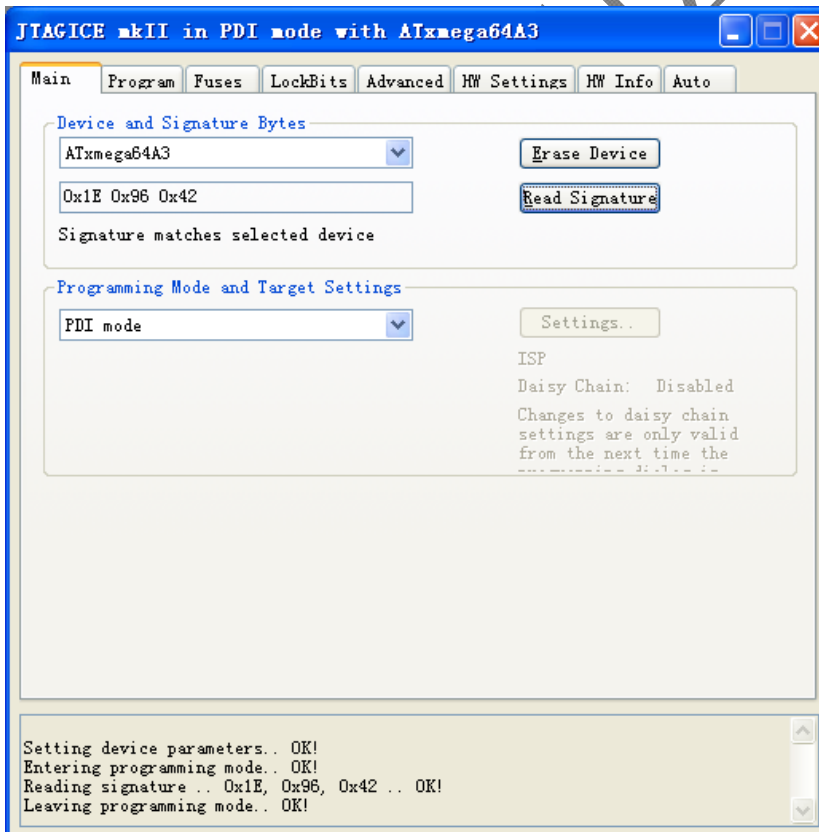 JTAGICE mkII in PDI mode with ATxmega64A3
Main Program Fuses LockBits Advanced HW Settings HW Info Auto
Device and Signature Bytes
ATxmega64A3 Erase Device
0x1E 0x96 0x42 Read Signature
Signature matches selected device
Programming Mode and Target Settings
PDI mode Settings..
ISP
Daisy Chain: Disabled
Changes to daisy chain
settings are only valid
from the next time the
Setting device parameters.. OK!
Entering programming mode.. OK!
Reading signature .. 0x1E, 0x96, 0x42 .. OK!
Leaving programming mode.. OK!